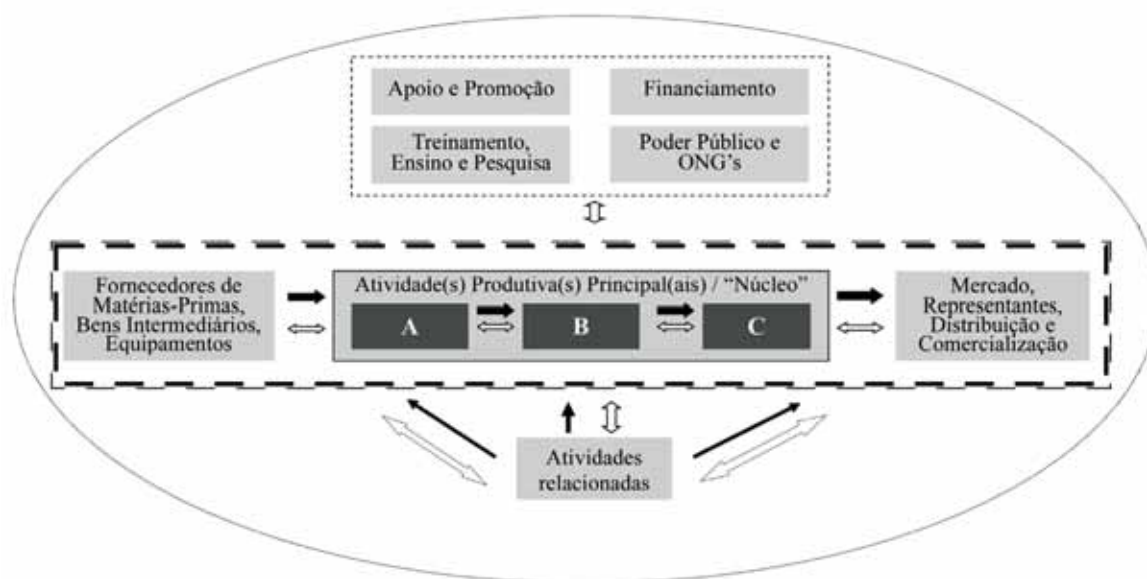 Apoio e Promoção
Financiamento
Treinamento,
Ensino e Pesquisa
Poder Público e
ONG's
Fornecedores de
Matérias-Primas,
Bens Intermediários,
Equipamentos
Atividade(s) Produtiva(s) Principal(ais) / “Núcleo”
A
B
C
Mercado,
Representantes,
Distribuição e
Comercialização
Atividades
relacionadas